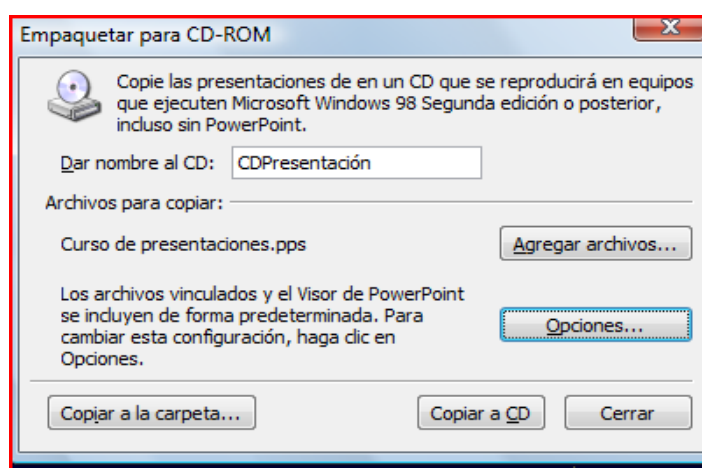 Empaquetar para CD-ROM
Copie las presentaciones de en un CD que se reproducirá en equipos
que ejecuten Microsoft Windows 98 Segunda edición o posterior,
incluso sin PowerPoint.
Dar nombre al CD: CDPresentación
Archivos para copiar:
Curso de presentaciones.pps Agregar archivos...
Los archivos vinculados y el Visor de PowerPoint
se incluyen de forma predeterminada. Para
cambiar esta configuración, haga clic en
Opciones.
Opciones...
Copiar a la carpeta... Copiar a CD Cerrar